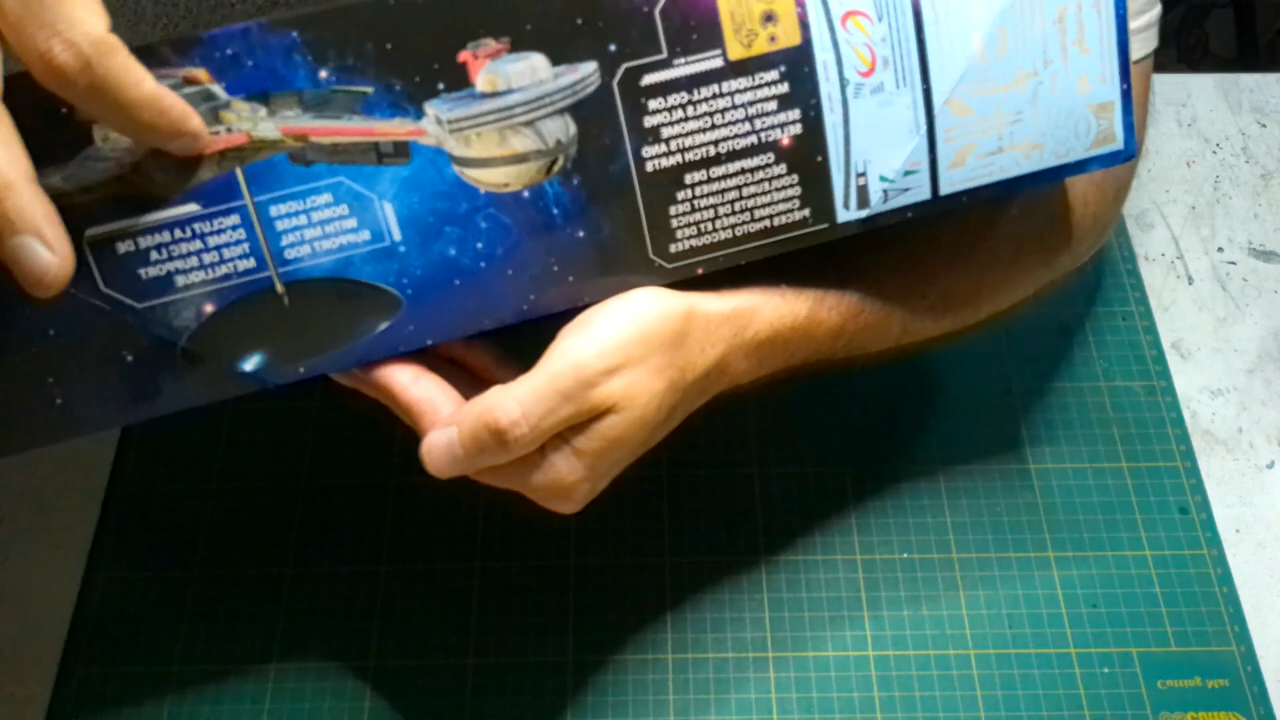 INCLUT LA BASE DE
DÔME AVEC LA
TIGE DE SUPPORT
MÉTALLIQUE
INCLUDES
DOME BASE
WITH METAL
SUPPORT ROD
INCLUDES FULL-COLOR
MARKING DECALS ALONG
WITH GOLD CHROME
SERVICE ADORNMENTS AND
SELECT PHOTO-ETCH PARTS
COMPREND DES
DÉCALCOMANIES EN
COULEURS INCLUANT DES
ORNEMENTS DE SERVICE
CHROME DORÉS ET DES
PIÈCES PHOTO DÉCOUPÉES
Cutting Mat